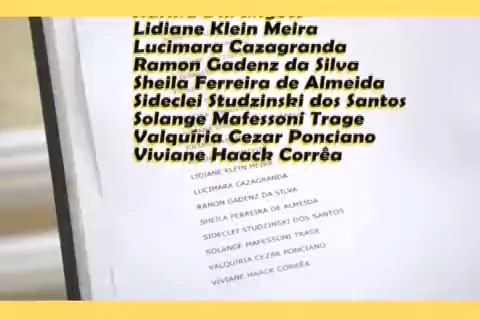 Lidiane Klein Meira
Lucimara Cazagranda
Ramon Gadenz da Silva
Sheila Ferreira de Almeida
Sideclei Studzinski dos Santos
Solange Mafessoni Trage
Valquíria Cezar Ponciano
Viviane Haack Corrêa
LIDIANE KLEIN MEIRA
LUCIMARA CAZAGRANDA
RAMON GADENZ DA SILVA
SHEILA FERREIRA DE ALMEIDA
SIDECLEI STUDZINSKI DOS SANTOS
SOLANGE MAFESSONI TRAGE
VALQUÍRIA CEZAR PONCIANO
VIVIANE HAACK CORRÊA